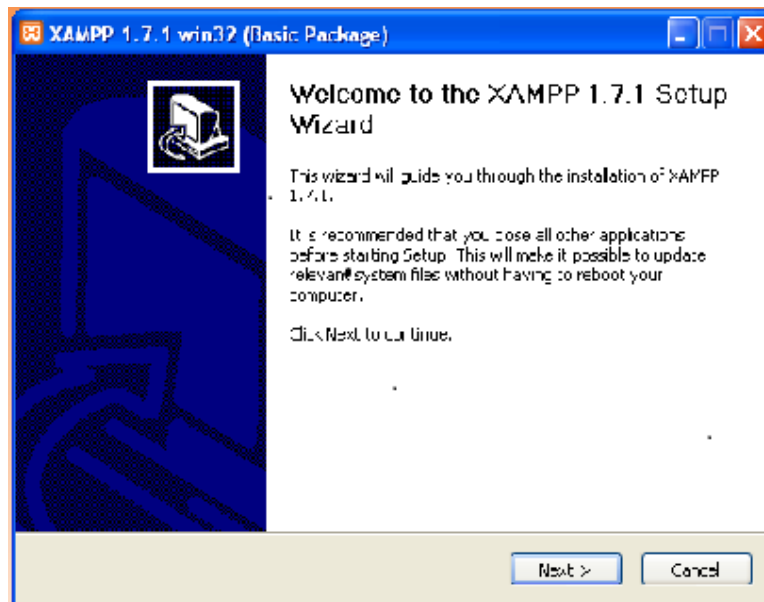 XAMPP 1.7.1 win32 (Basic Package)
Welcome to the XAMPP 1.7.1 Setup
Wizard
This wizard will guide you through the installation of XAMPP
1.7.1.
It is recommended that you close all other applications
before starting Setup. This will make it possible to update
relevant system files without having to reboot your
computer.
Click Next to continue.
Next >
Cancel